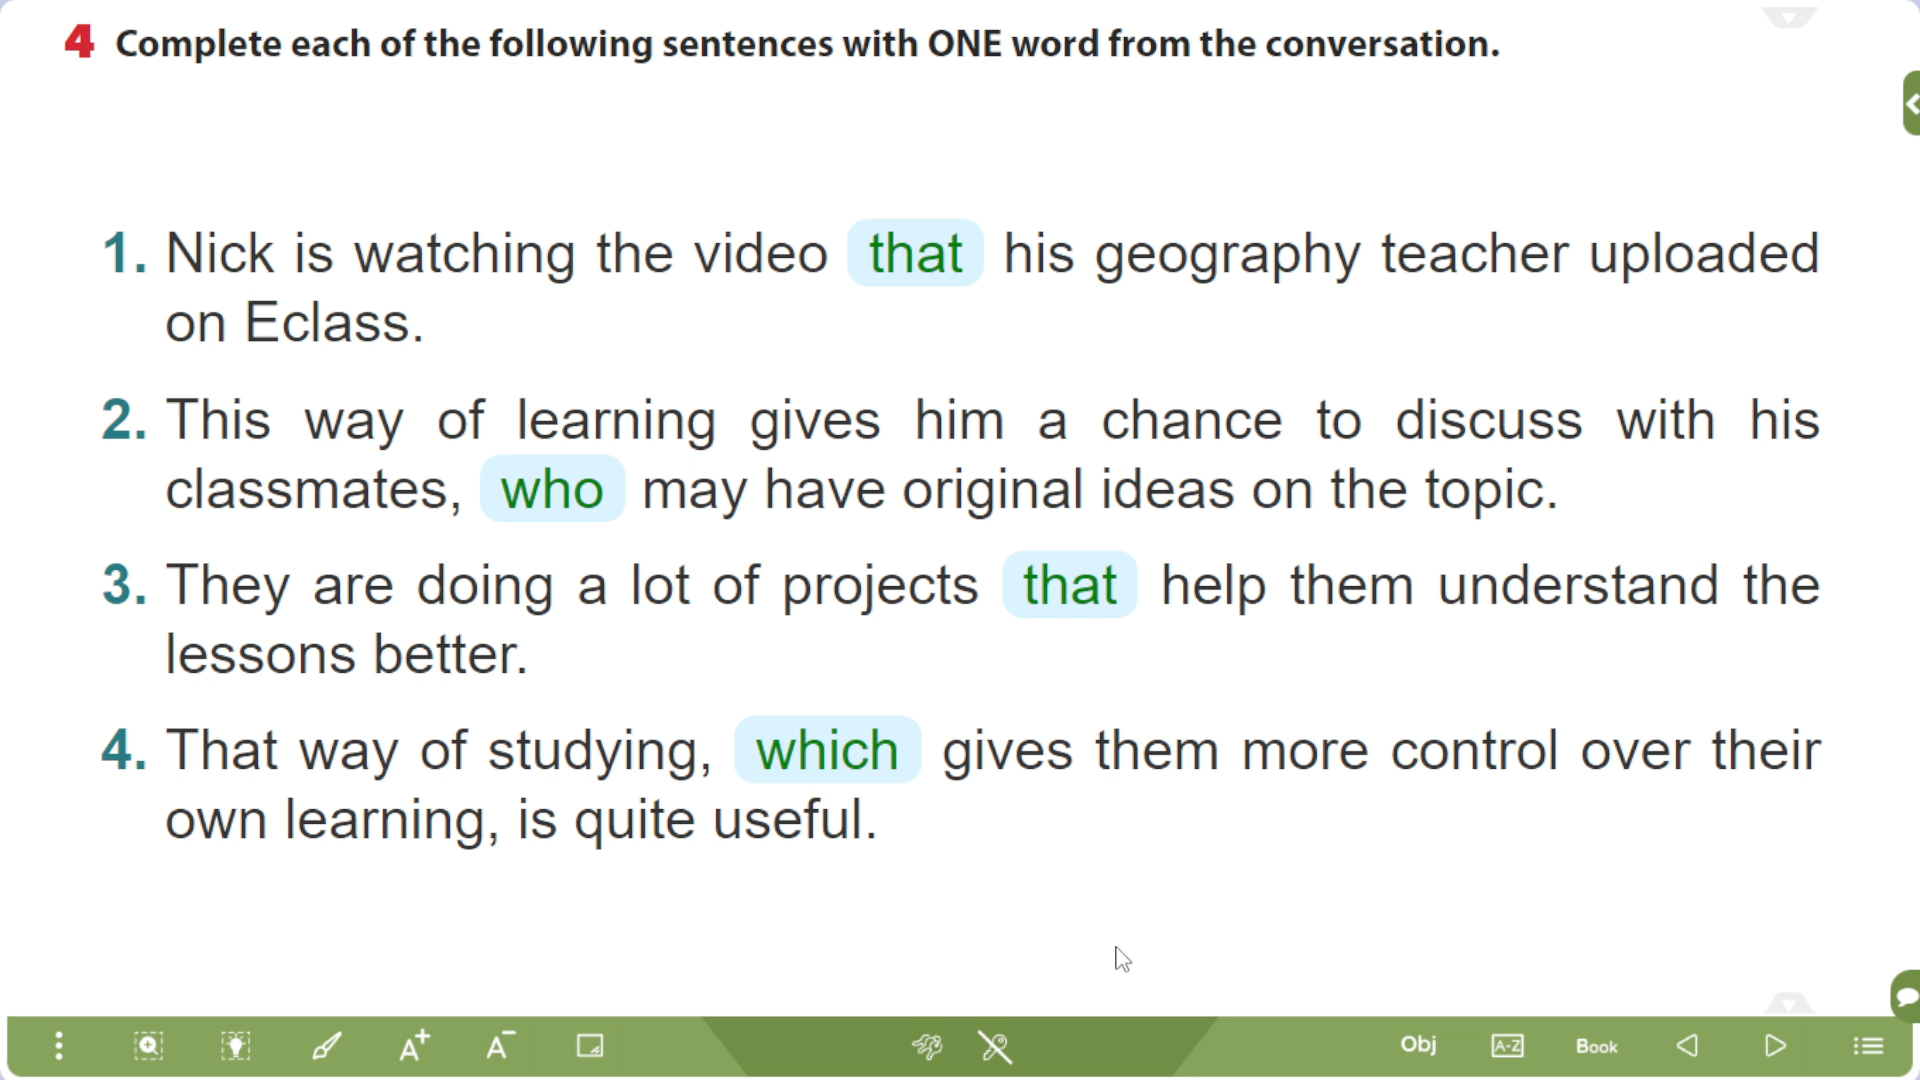 4 Complete each of the following sentences with ONE word from the conversation.
1. Nick is watching the video that his geography teacher uploaded
on Eclass.
2. This way of learning gives him a chance to discuss with his
classmates, who may have original ideas on the topic.
3. They are doing a lot of projects that help them understand the
lessons better.
4. That way of studying, which gives them more control over their
own learning, is quite useful.
A+ A- Obj A-Z Book